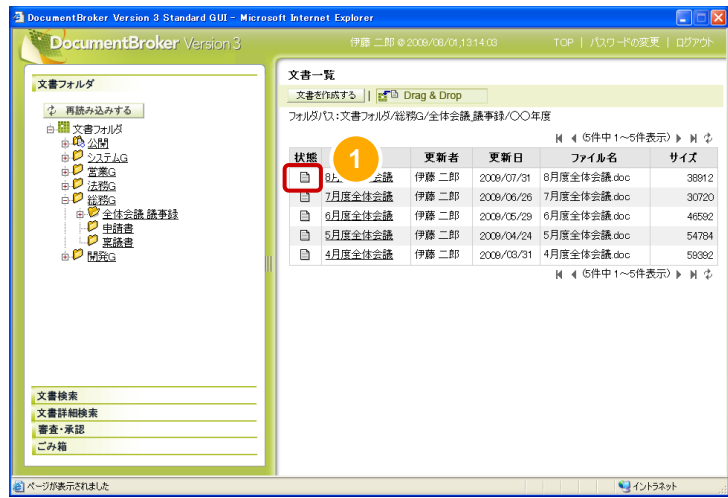 DocumentBroker Version 3 Standard GUI - Microsoft Internet Explorer
DocumentBroker Version 3
伊藤 二郎 @2009/08/01,13:14:03
TOP | パスワードの変更 | ログアウト
文書フォルダ
再読み込みする
文書フォルダ
公開
システムG
営業G
法務G
総務G
全体会議_議事録
申請書
稟議書
開発G
文書検索
文書詳細検索
審査・承認
ごみ箱
文書一覧
文書を作成する | Drag & Drop
フォルダパス:文書フォルダ/総務G/全体会議_議事録/〇〇年度
(5件中 1～5件表示)
状態 更新者 更新日 ファイル名 サイズ
1
伊藤 二郎 2009/07/31 8月度全体会議.doc 38912
7月度全体会議 伊藤 二郎 2009/06/26 7月度全体会議.doc 30720
6月度全体会議 伊藤 二郎 2009/05/29 6月度全体会議.doc 46592
5月度全体会議 伊藤 二郎 2009/04/24 5月度全体会議.doc 54784
4月度全体会議 伊藤 二郎 2009/03/31 4月度全体会議.doc 59392
(5件中 1～5件表示)
ページが表示されました
イントラネット